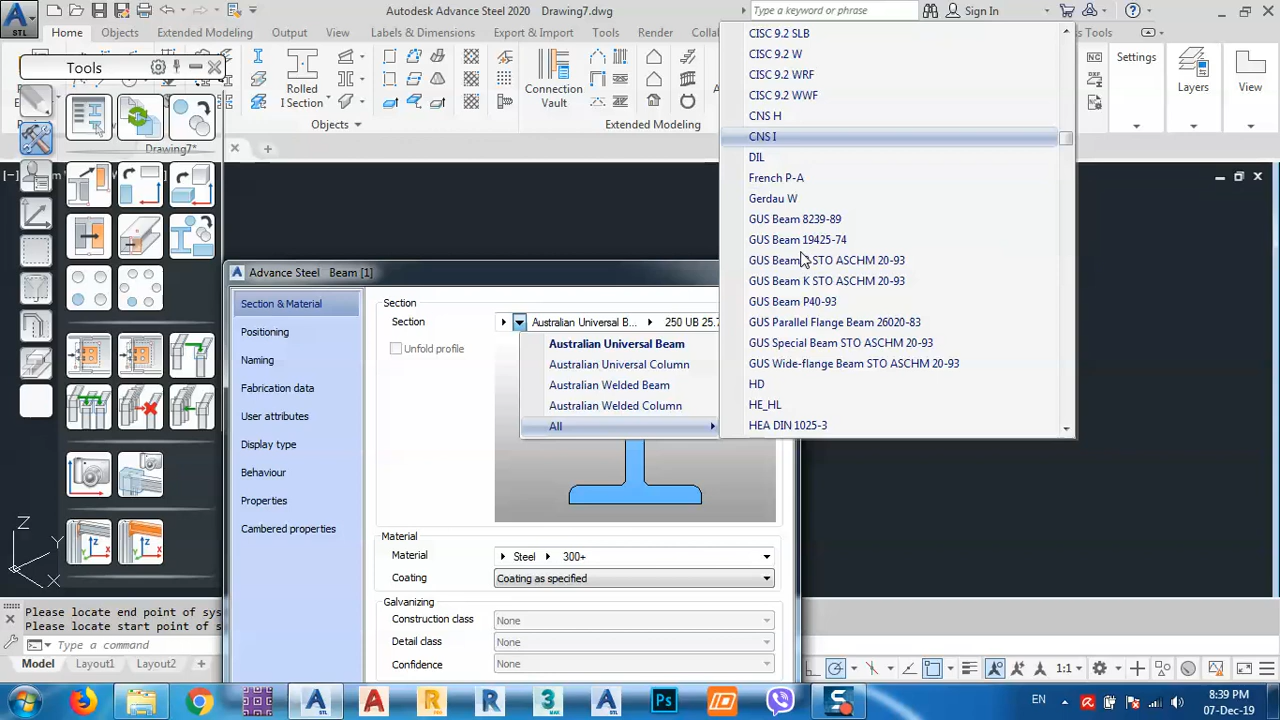 STL
Autodesk Advance Steel 2020 Drawing7.dwg
Type a keyword or phrase
Sign In
Home
Objects
Extended Modeling
Output
Labels & Dimensions
Export & Import
Tools
Render
Tools
Tools
Rolled
I Section
Connection
Vault
Settings
Layers
View
Objects
Extended Modeling
Drawing7*
CISC 9.2 SLB
CISC 9.2 W
CISC 9.2 WRF
CISC 9.2 WWF
CNS H
CNS I
DIL
French P-A
Gerdau W
GUS Beam 8239-89
GUS Beam 19425-74
GUS Beam STO ASCHM 20-93
GUS Beam K STO ASCHM 20-93
GUS Beam P40-93
GUS Parallel Flange Beam 26020-83
GUS Special Beam STO ASCHM 20-93
GUS Wide-flange Beam STO ASCHM 20-93
HD
HE_HL
HEA DIN 1025-3
Advance Steel Beam [1]
Section & Material
Positioning
Naming
Fabrication data
User attributes
Display type
Behaviour
Properties
Cambered properties
Section
Section
Australian Universal B...
250 UB 25.7
Unfold profile
Australian Universal Beam
Australian Universal Column
Australian Welded Beam
Australian Welded Column
All
Material
Material
Steel
300+
Coating
Coating as specified
Galvanizing
Construction class
None
Detail class
None
Confidence
None
Z
Y
X
Please locate end point of sys
Please locate start point of s
Type a command
Model
Layout1
Layout2
1:1
EN
8:39 PM
07-Dec-19